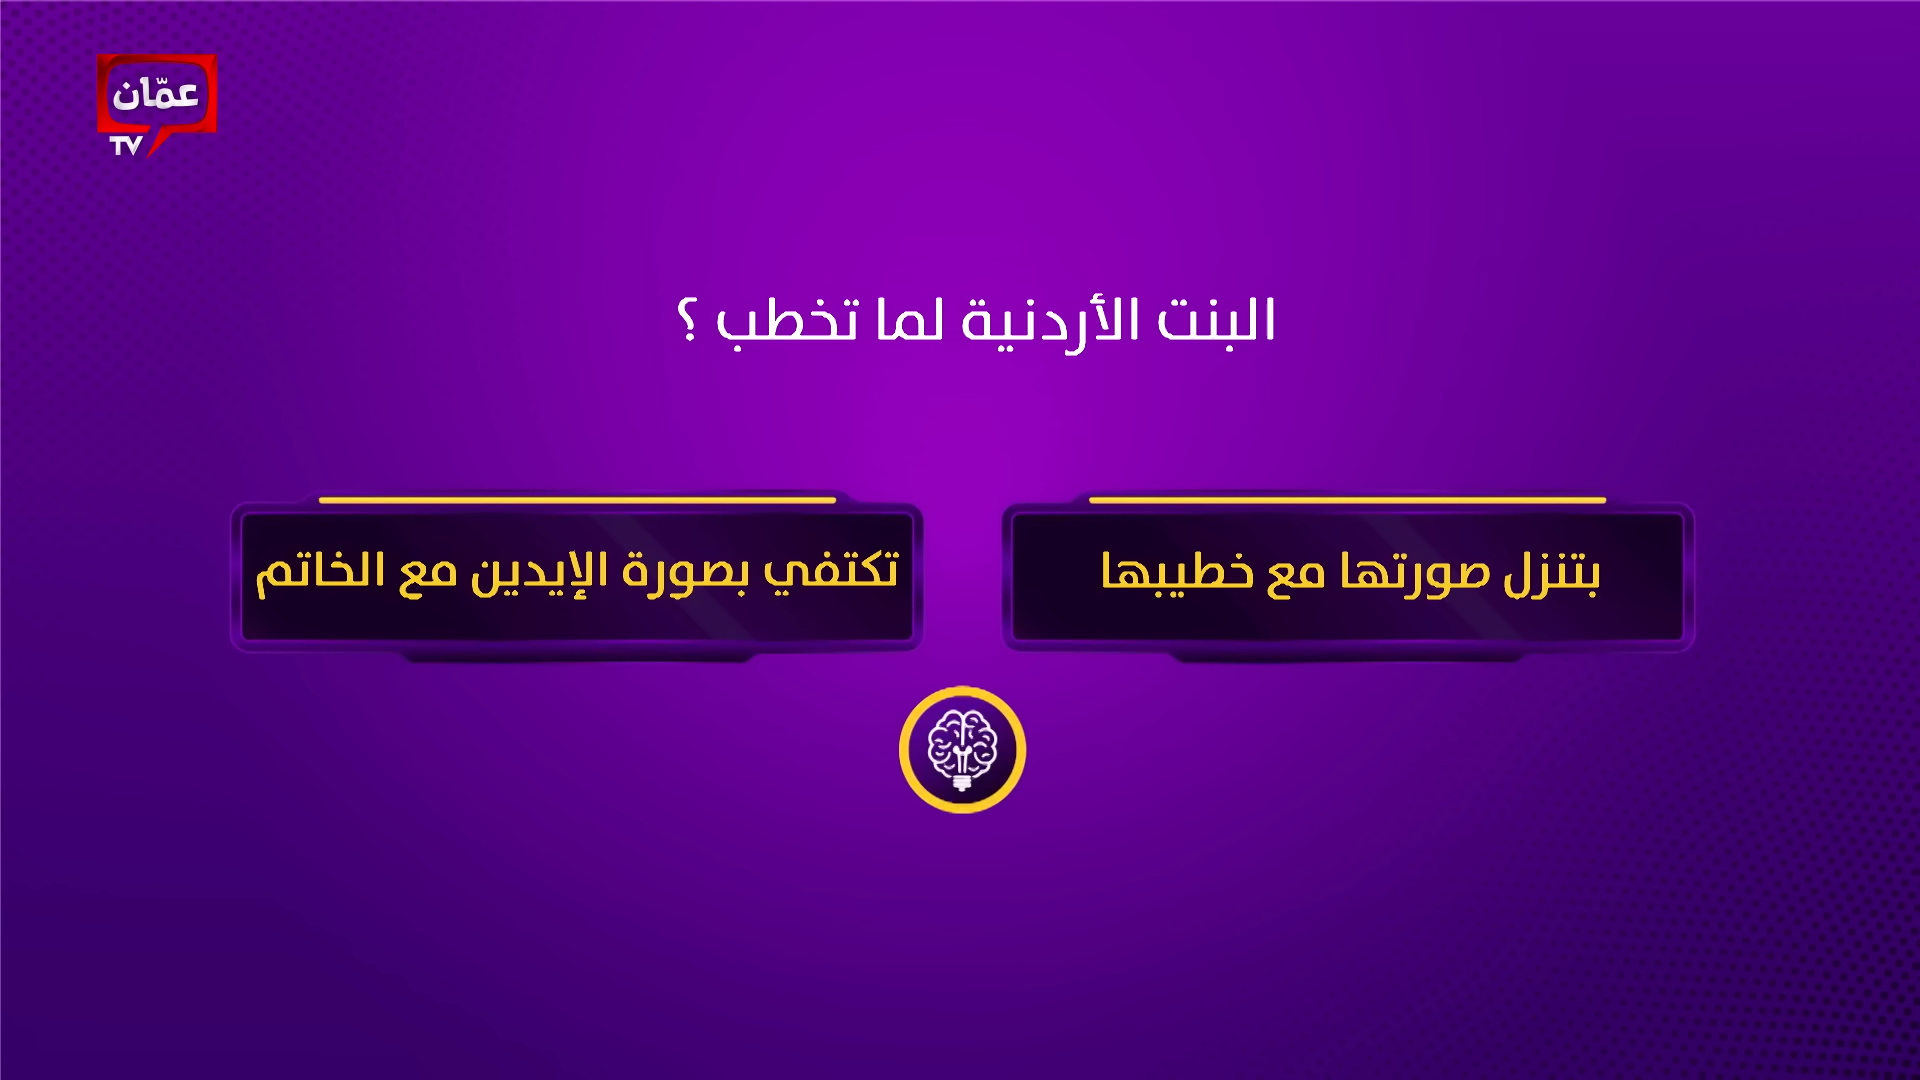 عمّان
TV
البنت الأردنية لما تخطب ؟
بتنزل صورتها مع خطيبها
تكتفي بصورة الإيدين مع الخاتم